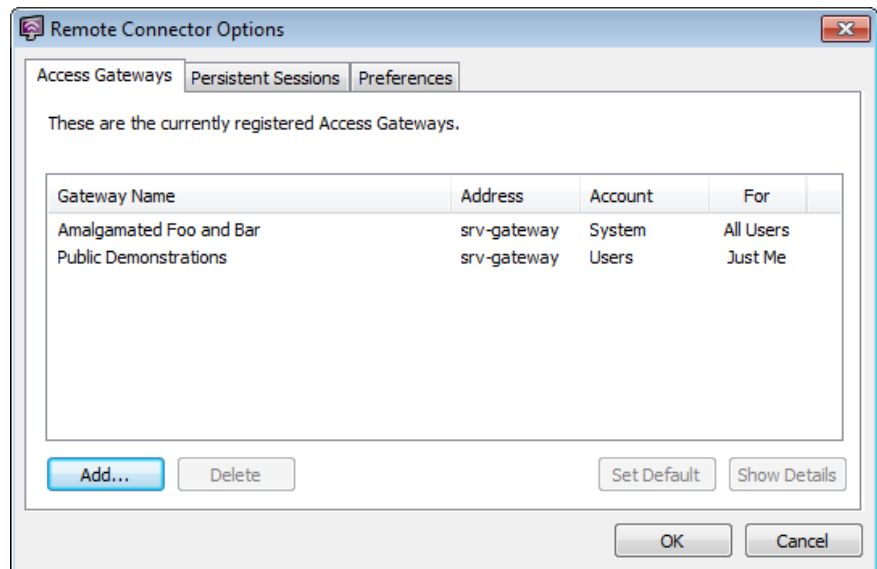 Remote Connector Options
Access Gateways Persistent Sessions Preferences
These are the currently registered Access Gateways.
Gateway Name Address Account For
Amalgamated Foo and Bar srv-gateway System All Users
Public Demonstrations srv-gateway Users Just Me
Add... Delete Set Default Show Details
OK Cancel